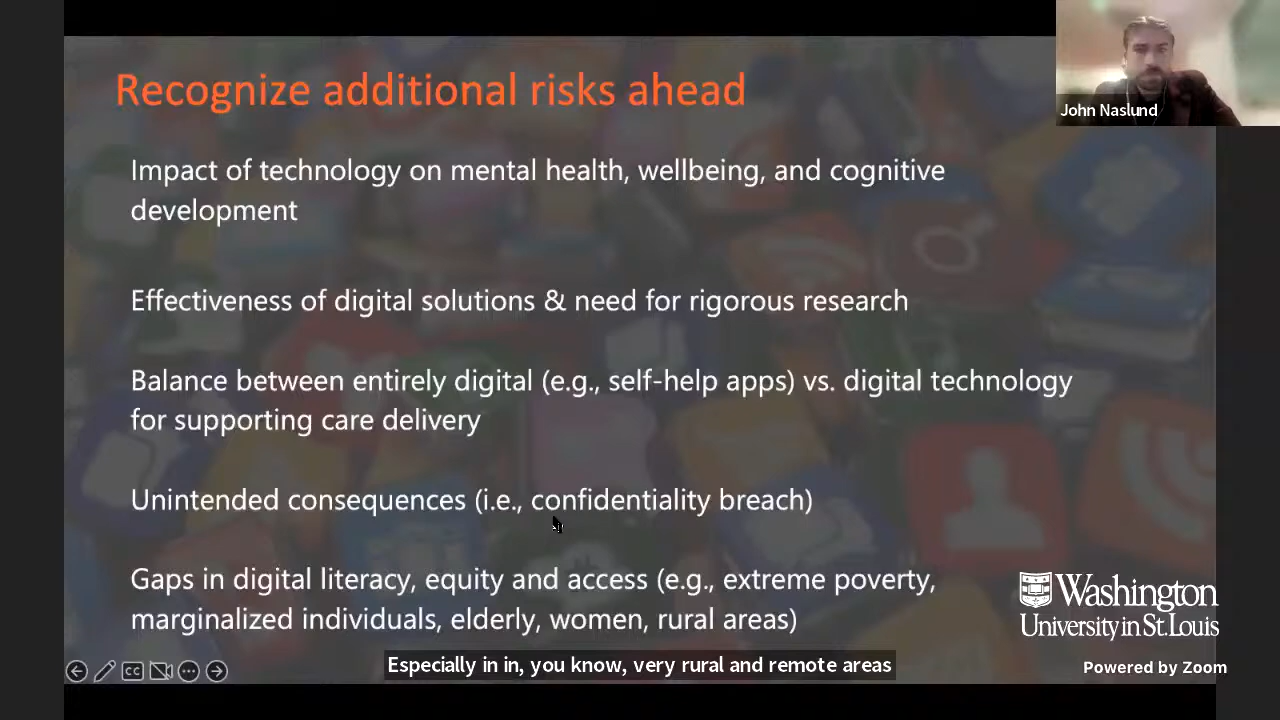 Recognize additional risks ahead
John Naslund
Impact of technology on mental health, wellbeing, and cognitive
development
Effectiveness of digital solutions & need for rigorous research
Balance between entirely digital (e.g., self-help apps) vs. digital technology
for supporting care delivery
Unintended consequences (i.e., confidentiality breach)
Gaps in digital literacy, equity and access (e.g., extreme poverty,
marginalized individuals, elderly, women, rural areas)
Washington
University in St. Louis
Especially in in, you know, very rural and remote areas
CC
Powered by Zoom